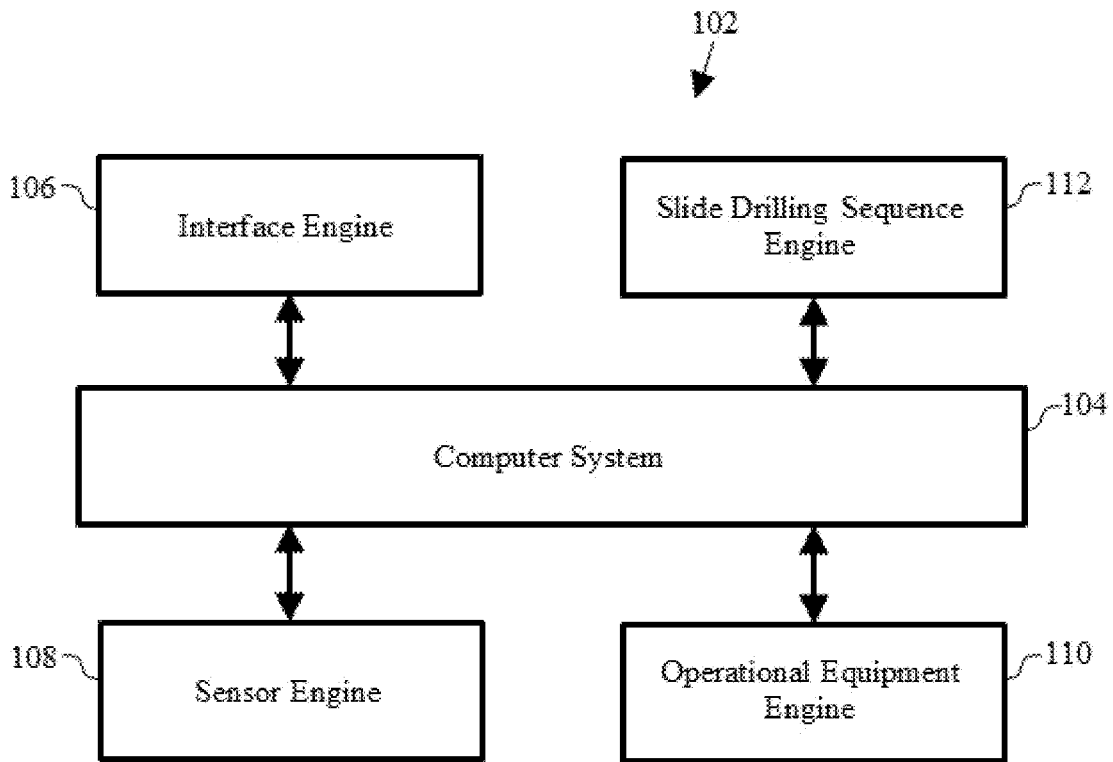 102
106
Interface Engine
Slide Drilling Sequence
Engine
112
Computer System
104
108
Sensor Engine
Operational Equipment
Engine
110